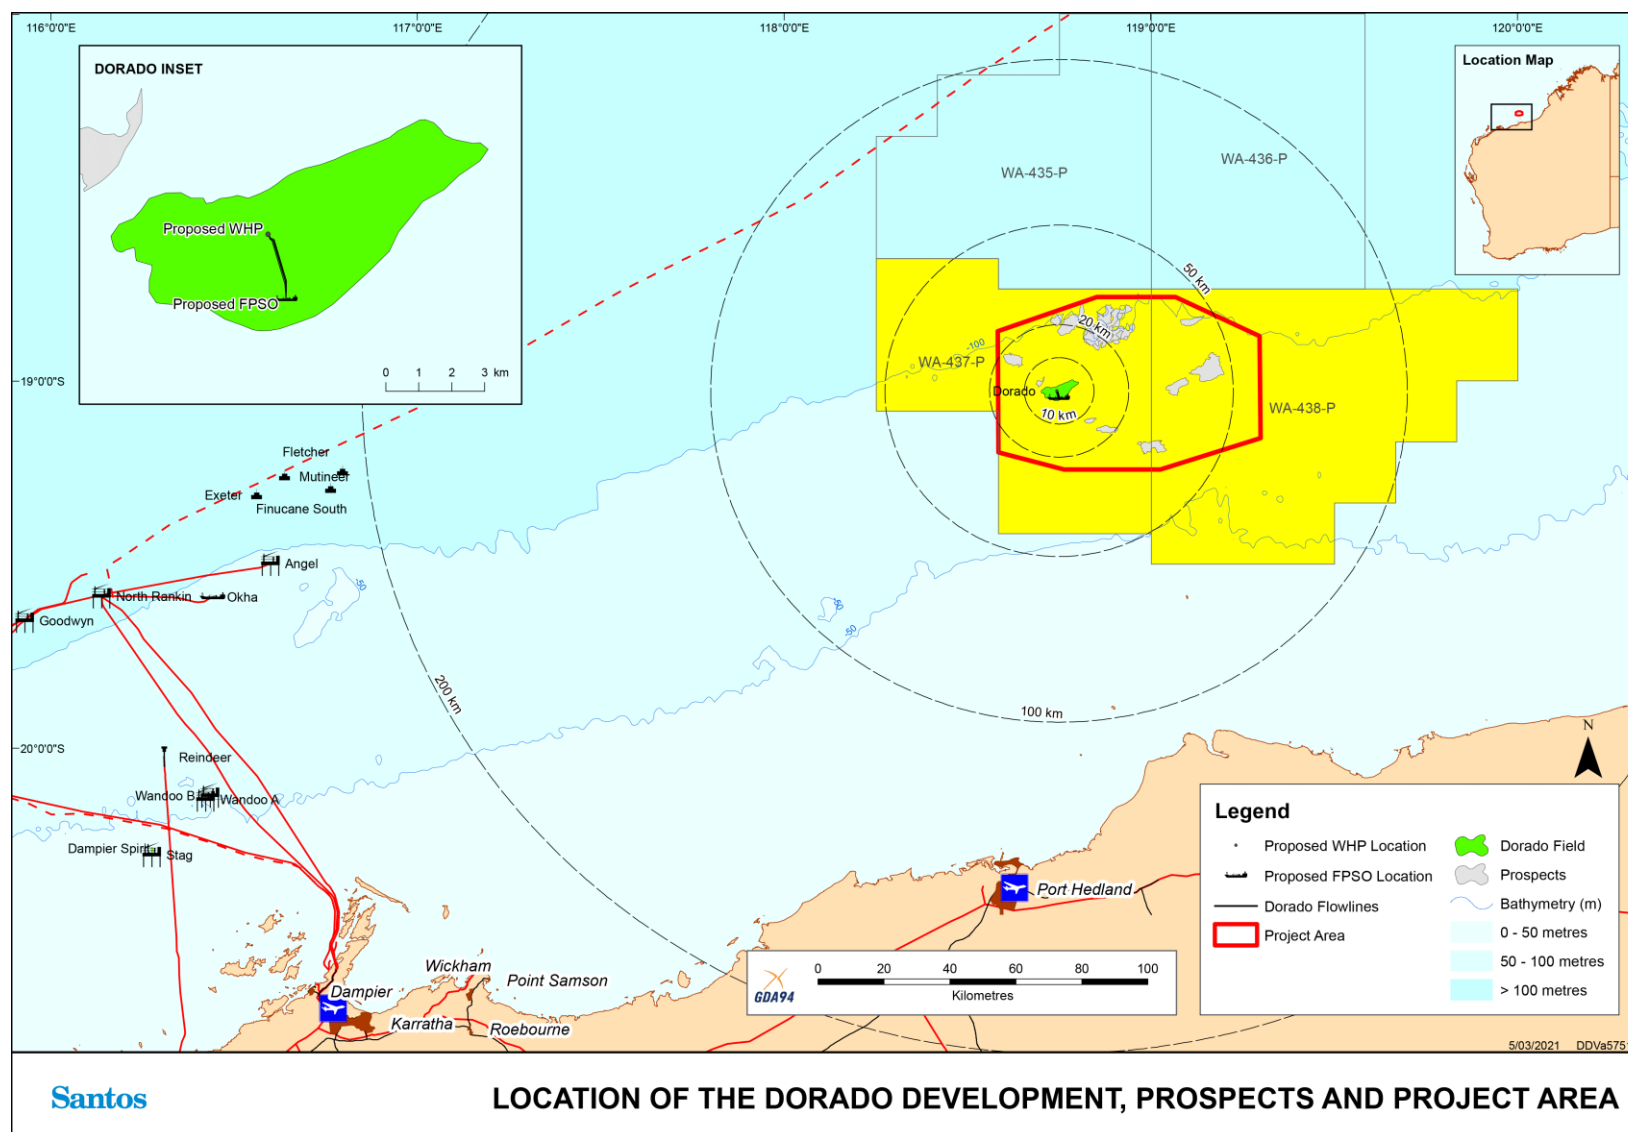 116°0'0"E
117°0'0"E
118°0'0"E
119°0'0"E
120°0'0"E
DORADO INSET
Proposed WHP
Proposed FPSO
0 1 2 3 km
Location Map
WA-435-P
WA-436-P
50 km
20 km
-100
WA-437-P
Dorado
10 km
WA-438-P
19°0'0"S
Fletcher
Mutineer
Exeter
Finucane South
Angel
-50
North Rankin
Okha
Goodwyn
-50
-50
200 km
100 km
20°0'0"S
Reindeer
Wandoo B
Wandoo A
Dampier Spirit
Stag
N
Legend
Proposed WHP Location
Proposed FPSO Location
Dorado Flowlines
Project Area
Dorado Field
Prospects
Bathymetry (m)
0 - 50 metres
50 - 100 metres
> 100 metres
Port Hedland
Wickham
Point Samson
Dampier
Karratha
Roebourne
GDA94
0 20 40 60 80 100
Kilometres
5/03/2021 DDVa5751
Santos
LOCATION OF THE DORADO DEVELOPMENT, PROSPECTS AND PROJECT AREA